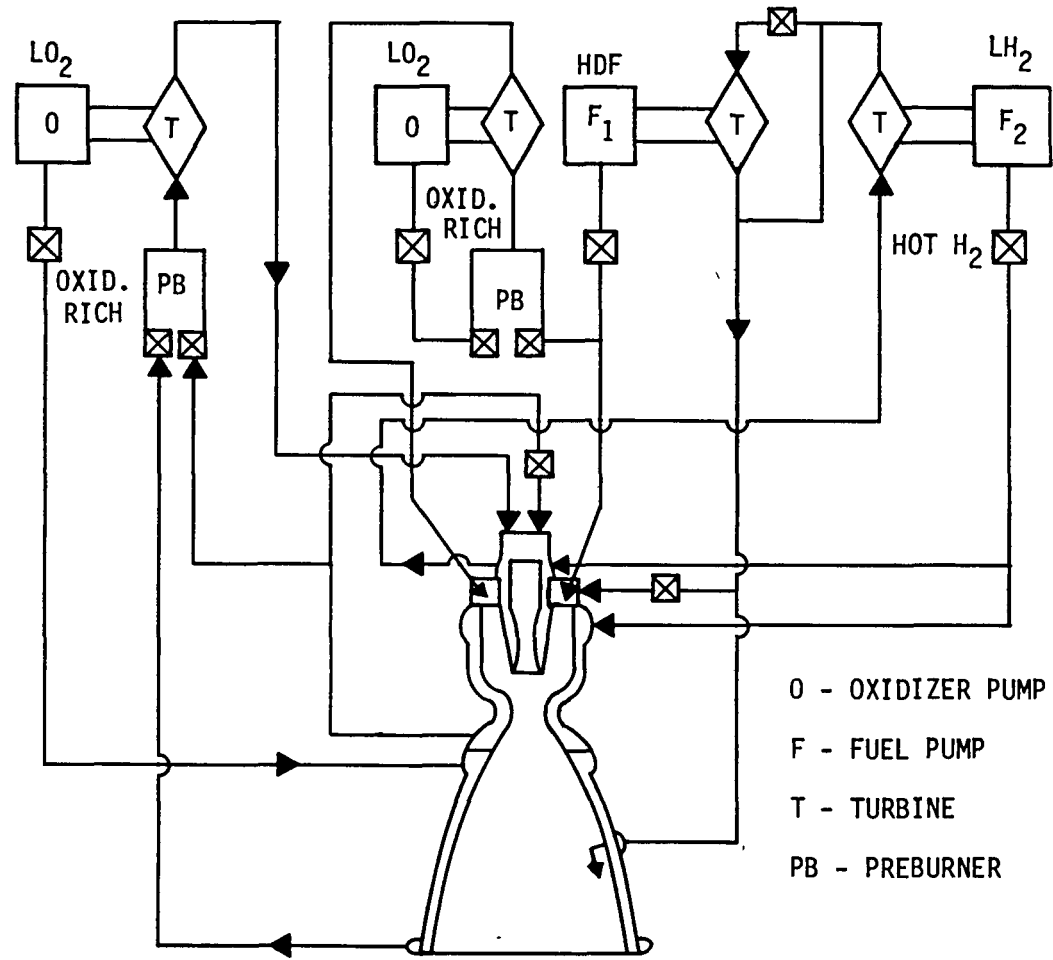 LO2
O
T
OXID.
RICH
PB
LO2
O
T
OXID.
RICH
PB
HDF
F1
T
T
LH2
F2
HOT H2
O - OXIDIZER PUMP
F - FUEL PUMP
T - TURBINE
PB - PREBURNER